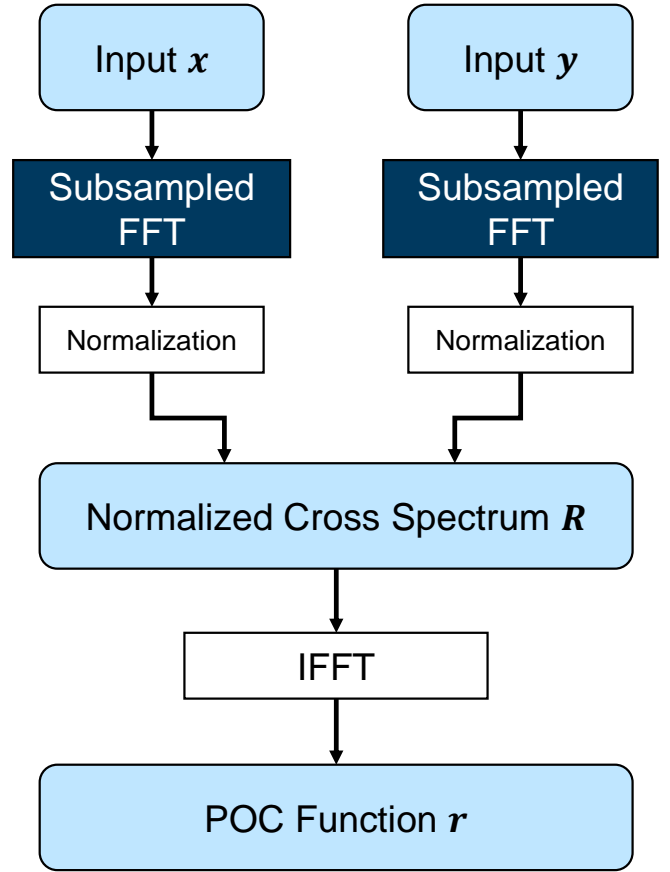 Input x
Input y
Subsampled
FFT
Subsampled
FFT
Normalization
Normalization
Normalized Cross Spectrum R
IFFT
POC Function r